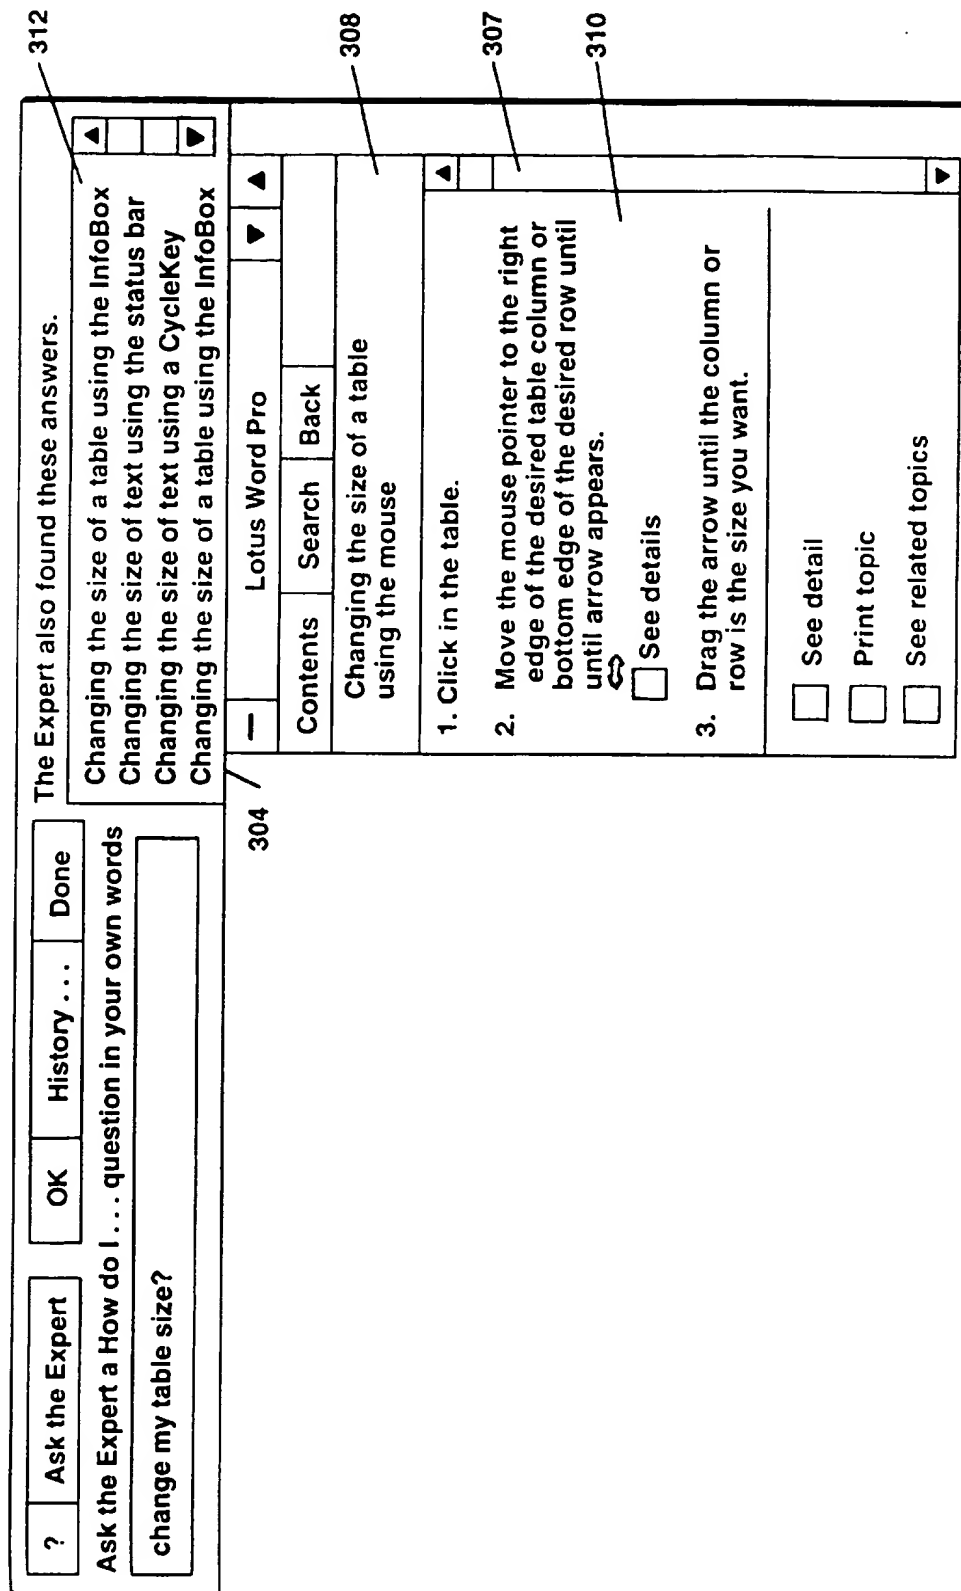 ? Ask the Expert OK History . . . Done
Ask the Expert a How do I . . . question in your own words
change my table size?
The Expert also found these answers.
Changing the size of a table using the InfoBox
Changing the size of text using the status bar
Changing the size of text using a CycleKey
Changing the size of a table using the InfoBox
312
304
Lotus Word Pro
Contents Search Back
Changing the size of a table
using the mouse
308
1. Click in the table.
307
2. Move the mouse pointer to the right
edge of the desired table column or
bottom edge of the desired row until
until arrow appears.
310
See details
3. Drag the arrow until the column or
row is the size you want.
See detail
Print topic
See related topics